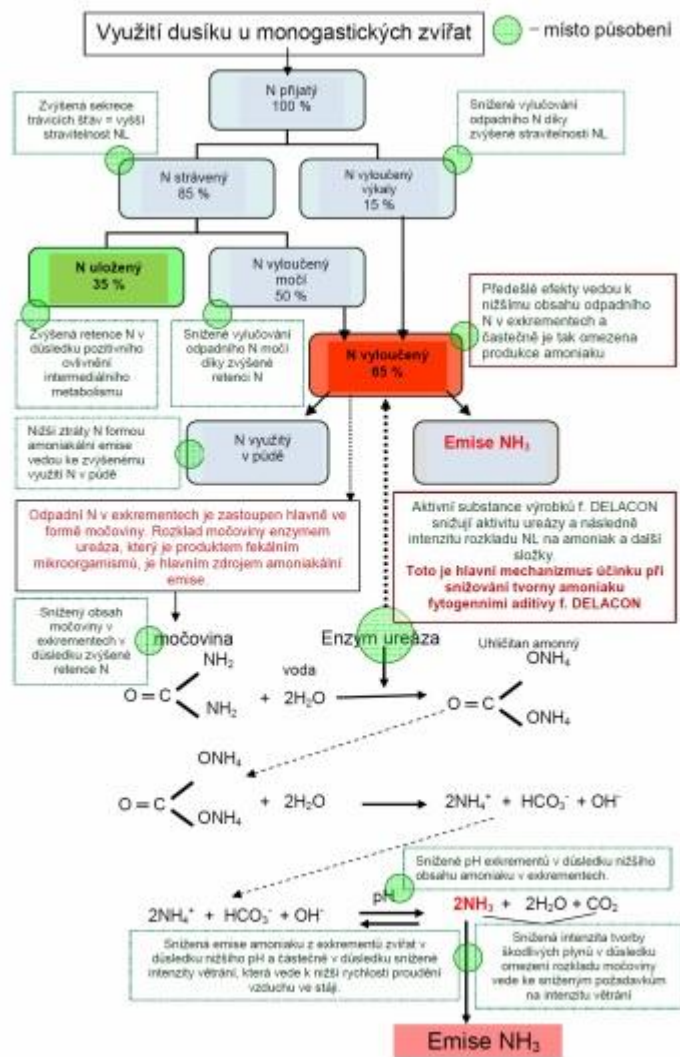 Využití dusíku u monogastických zvířat
– místo působení
N přijatý
100 %
Zvýšená sekrece
trávicích šťáv = vyšší
stravitelnost NL
Snížené vylučování
odpadního N díky
zvýšené stravitelnosti NL
N strávený
85 %
N vyloučený
výkaly
15 %
N uložený
35 %
N vyloučený
močí
50 %
Předešlé efekty vedou k
nižšímu obsahu odpadního
N v exkrementech a
částečně je tak omezena
produkce amoniaku
Zvýšená retence N v
důsledku pozitivního
ovlivnění intermediálního
metabolismu
Snížené vylučování
odpadního N močí
díky zvýšené
retenci N
N vyloučený
65 %
Nižší ztráty N formou
amoniakální emise
vedou ke zvýšenému
využití N v půdě
N využitý
v půdě
Emise NH₃
Odpadní N v exkrementech je zastoupen hlavně ve
formě močoviny. Rozklad močoviny enzymem
ureáza, který je produktem fekálním
mikroorganismů, je hlavním zdrojem amoniakální
emise.
Aktivní substance výrobků f. DELACON
snižují aktivitu ureázy a následně
intenzitu rozkladu NL na amoniak a další
složky.
Toto je hlavní mechanizmus účinku při
snižování tvorny amoniaku
fytogenními aditivy f. DELACON
Snížený obsah
močoviny v
exkrementech v
důsledku zvýšené
retence N
močovina
Enzym ureáza
Uhličitan amonný
NH₂
voda
ONH₄
O = C
+ 2H₂O
O = C
NH₂
ONH₄
ONH₄
O = C
+ 2H₂O
2NH₄⁺ + HCO₃⁻ + OH⁻
ONH₄
Snížené pH exkrementů v důsledku nižšího
obsahu amoniaku v exkrementech.
pH
2NH₄⁺ + HCO₃⁻ + OH⁻
2NH₃ + 2H₂O + CO₂
Snížená emise amoniaku z exkrementů zvířat v
důsledku nižšího pH a částečně v důsledku snížené
intenzity větrání, která vede k nižší rychlosti proudění
vzduchu ve stáji.
Snížená intenzita tvorby
škodlivých plynů v důsledku
omezení rozkladu močoviny
vede ke sníženým požadavkům
na intenzitu větrání
Emise NH₃